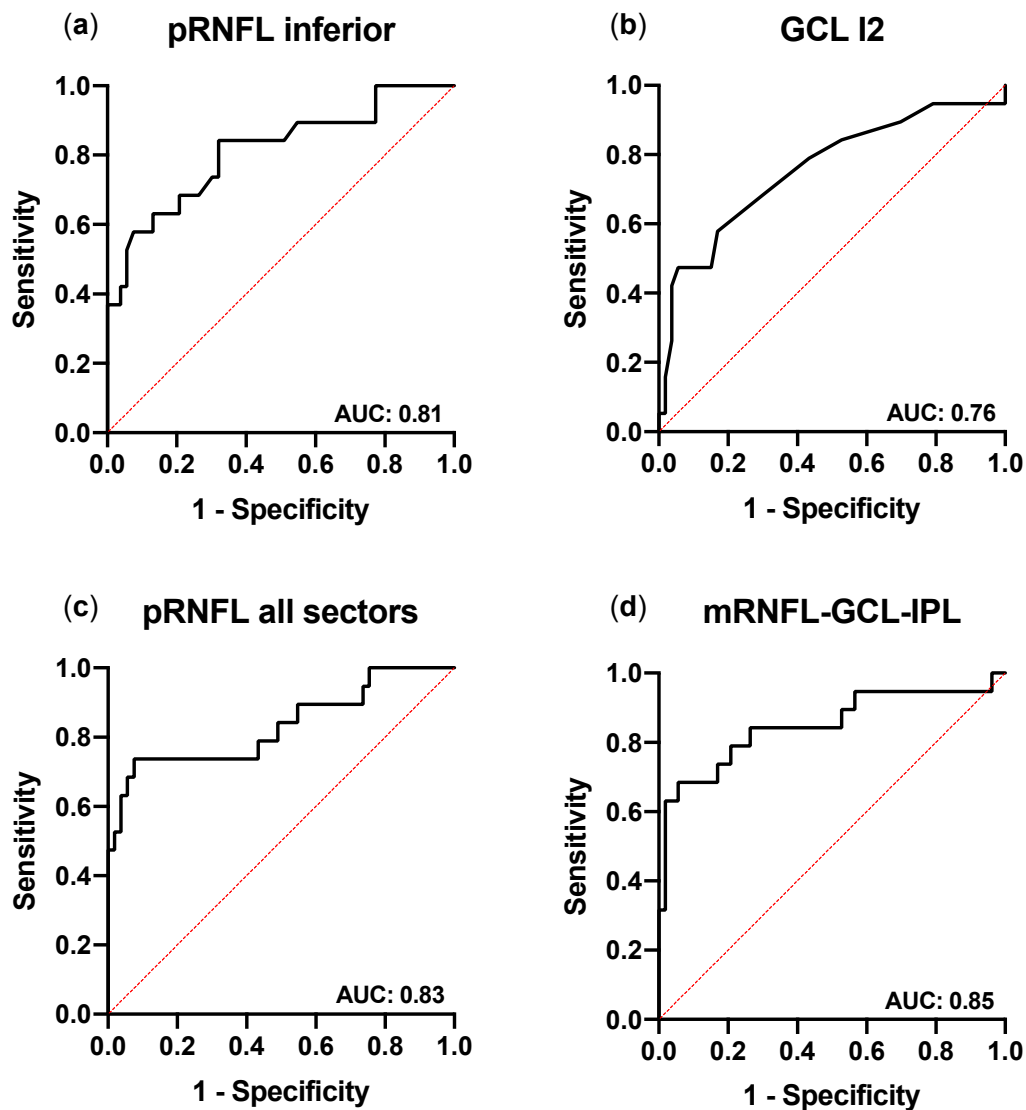 (a) pRNFL inferior
1.0
0.8
0.6
0.4
0.2
0.0
Sensitivity
AUC: 0.81
0.0 0.2 0.4 0.6 0.8 1.0
1 - Specificity
(b) GCL I2
1.0
0.8
0.6
0.4
0.2
0.0
Sensitivity
AUC: 0.76
0.0 0.2 0.4 0.6 0.8 1.0
1 - Specificity
(c) pRNFL all sectors
1.0
0.8
0.6
0.4
0.2
0.0
Sensitivity
AUC: 0.83
0.0 0.2 0.4 0.6 0.8 1.0
1 - Specificity
(d) mRNFL-GCL-IPL
1.0
0.8
0.6
0.4
0.2
0.0
Sensitivity
AUC: 0.85
0.0 0.2 0.4 0.6 0.8 1.0
1 - Specificity